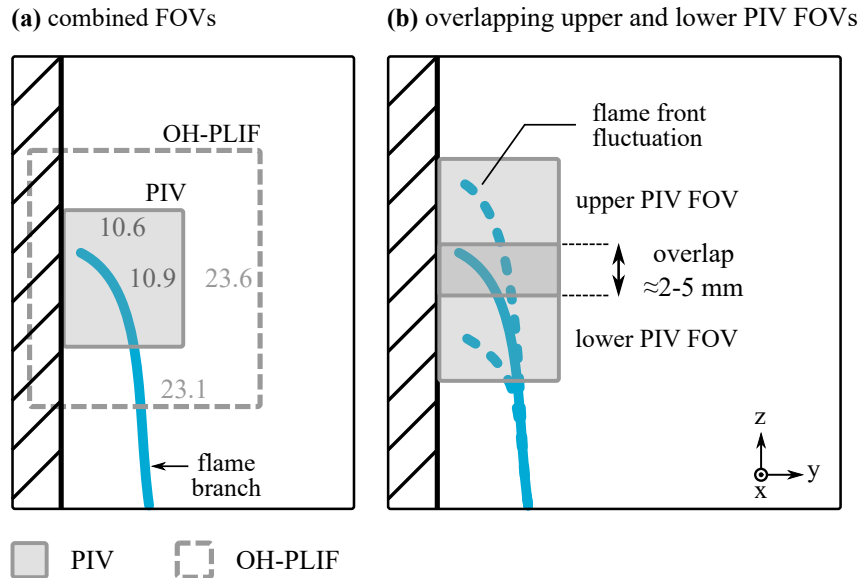 (a) combined FOVs
OH-PLIF
PIV
10.6
10.9
23.6
23.1
flame
branch
(b) overlapping upper and lower PIV FOVs
flame front
fluctuation
upper PIV FOV
overlap
≈2-5 mm
lower PIV FOV
z
y
x
PIV
OH-PLIF